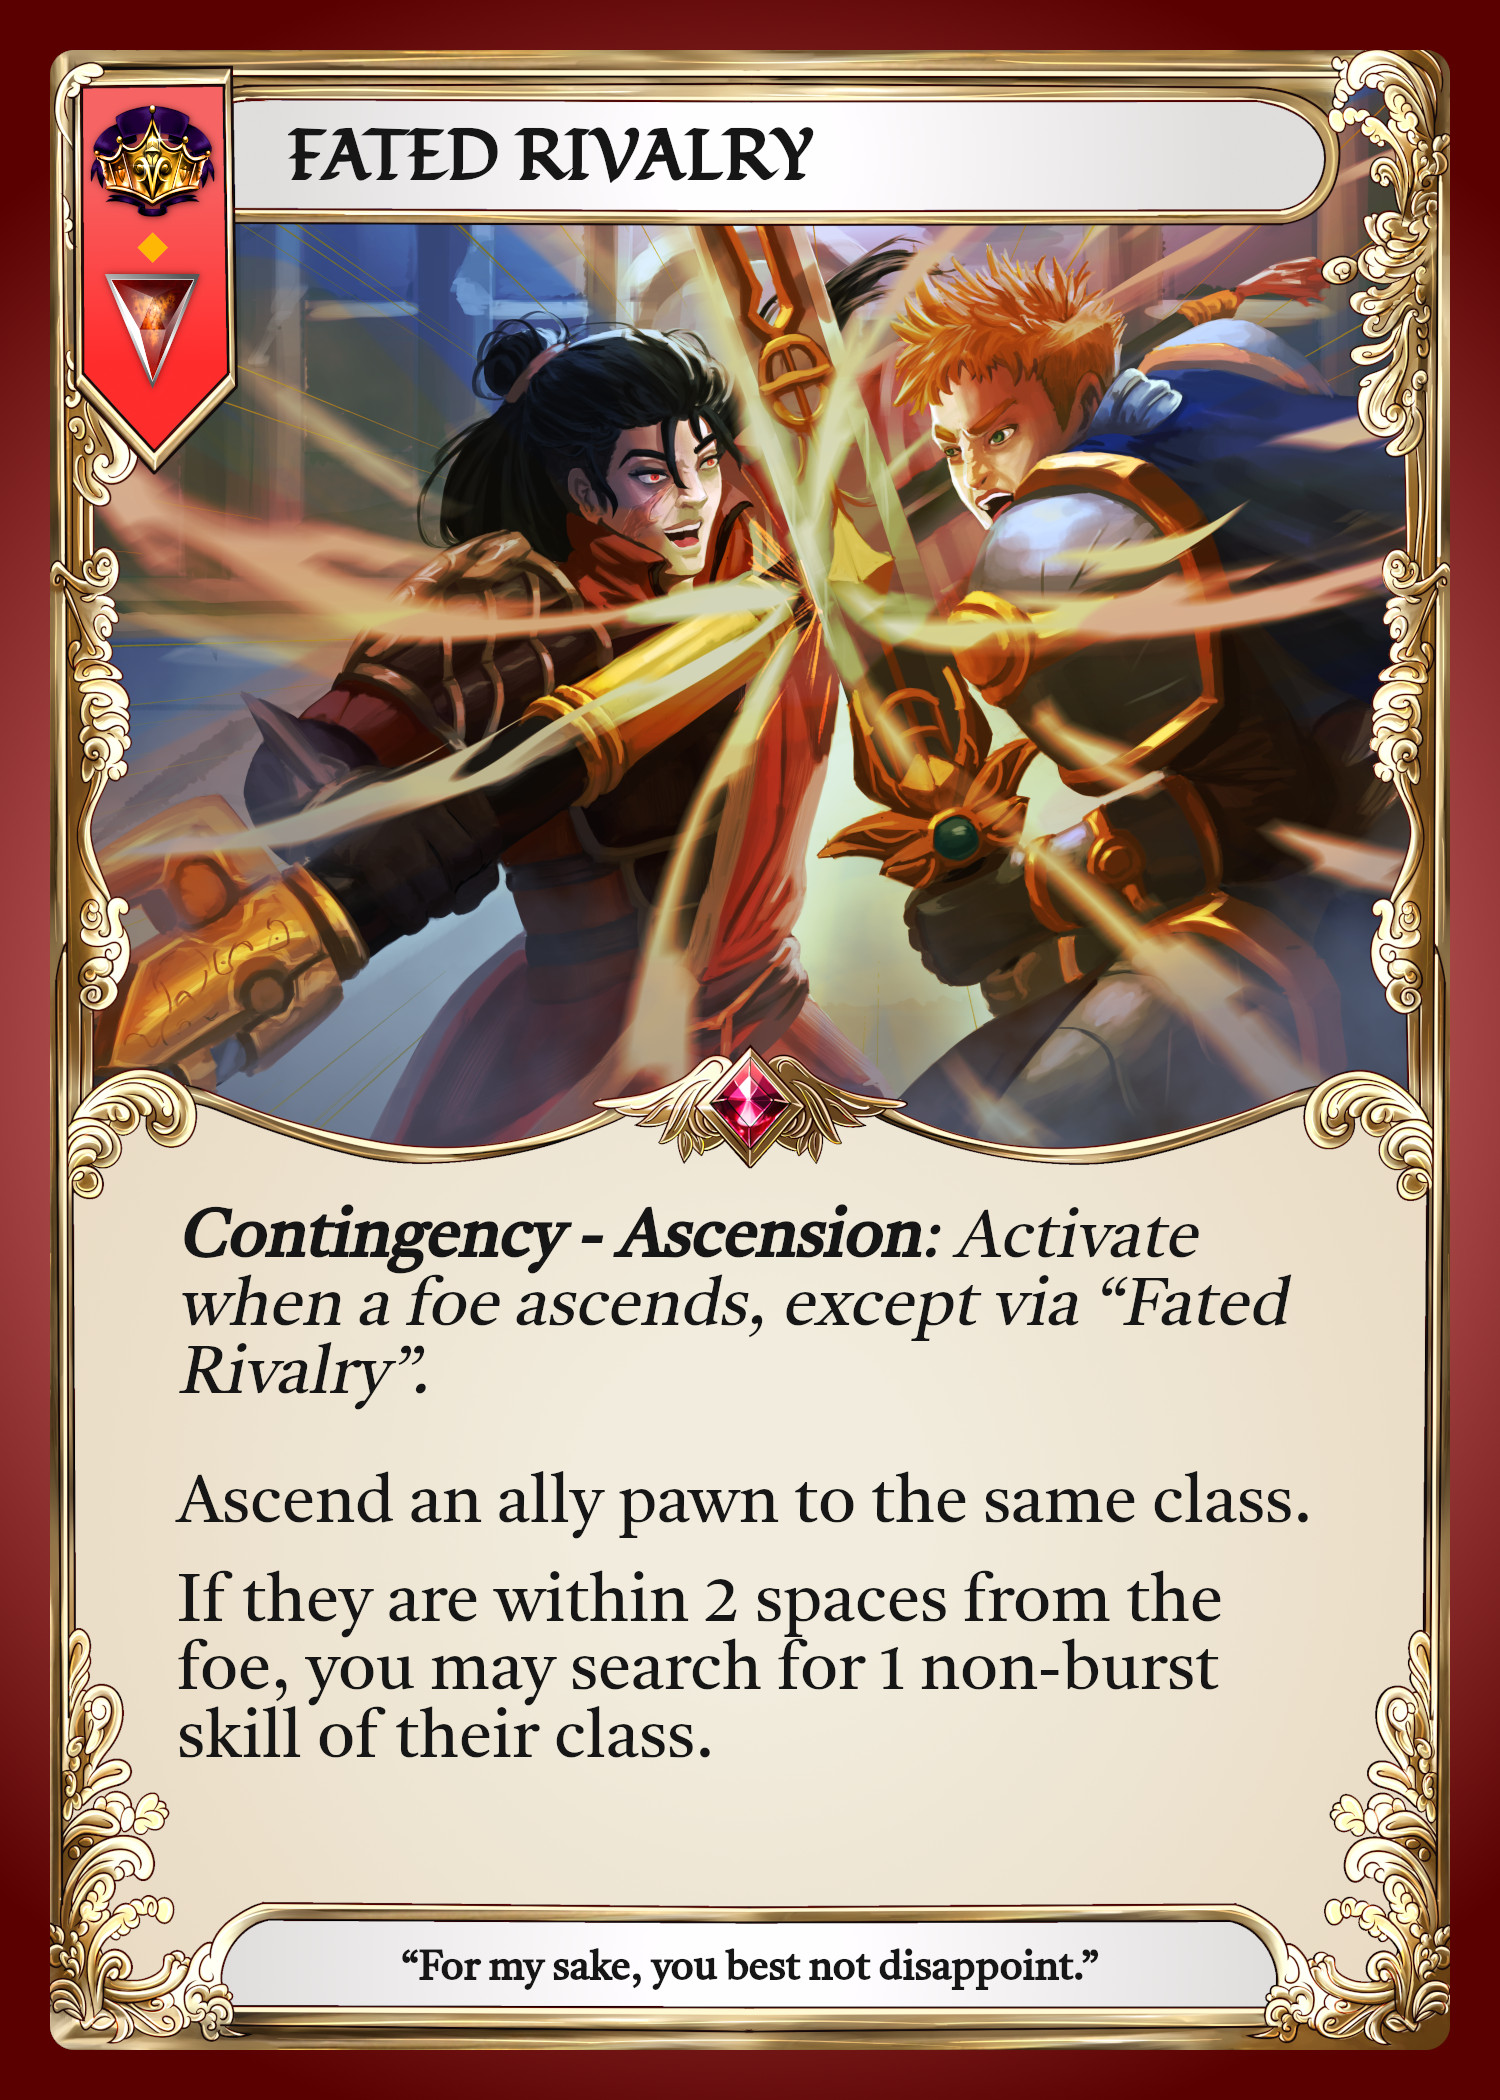 FATED RIVALRY
Contingency - Ascension: Activate
when a foe ascends, except via “Fated
Rivalry”.
Ascend an ally pawn to the same class.
If they are within 2 spaces from the
foe, you may search for 1 non-burst
skill of their class.
“For my sake, you best not disappoint.”